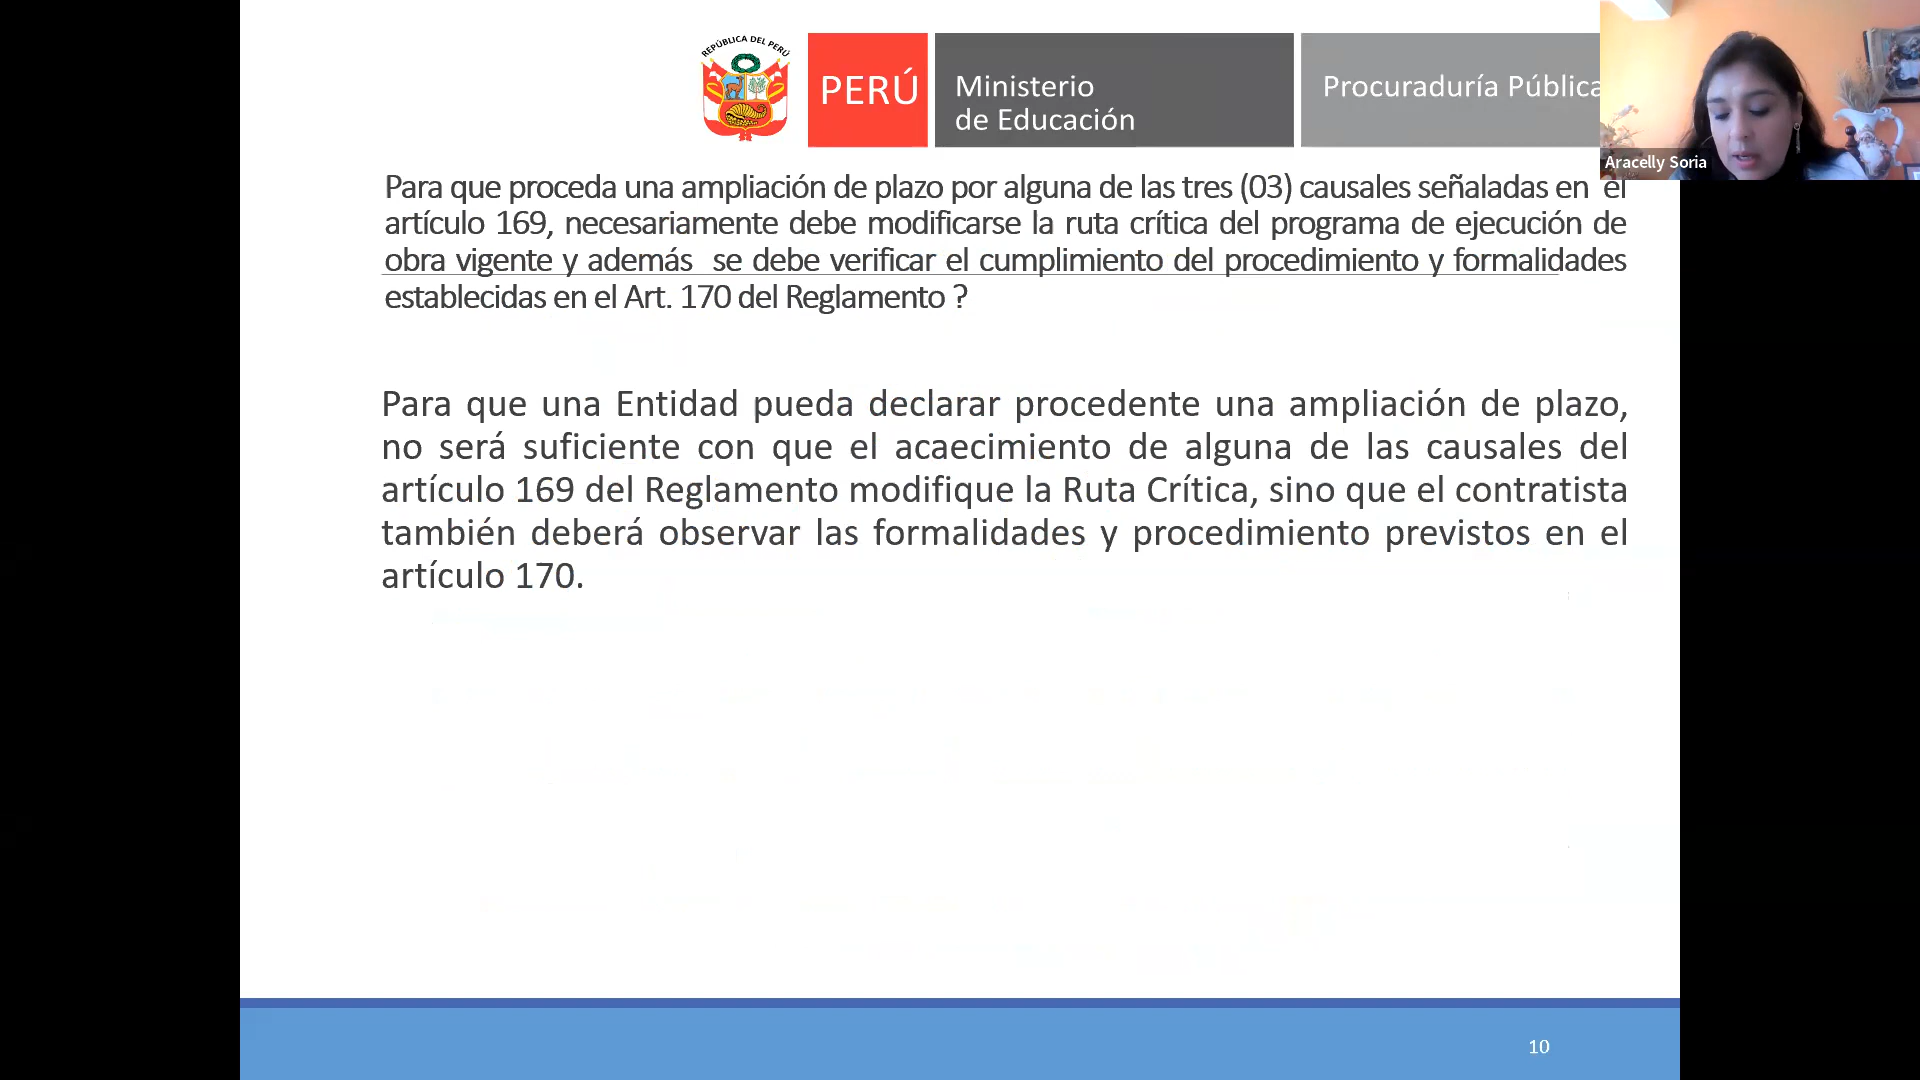 REPÚBLICA DEL PERÚ
PERÚ
Ministerio
de Educación
Procuraduría Pública
Aracelly Soria
Para que proceda una ampliación de plazo por alguna de las tres (03) causales señaladas en el
artículo 169, necesariamente debe modificarse la ruta crítica del programa de ejecución de
obra vigente y además se debe verificar el cumplimiento del procedimiento y formalidades
establecidas en el Art. 170 del Reglamento ?
Para que una Entidad pueda declarar procedente una ampliación de plazo,
no será suficiente con que el acaecimiento de alguna de las causales del
artículo 169 del Reglamento modifique la Ruta Crítica, sino que el contratista
también deberá observar las formalidades y procedimiento previstos en el
artículo 170.
10